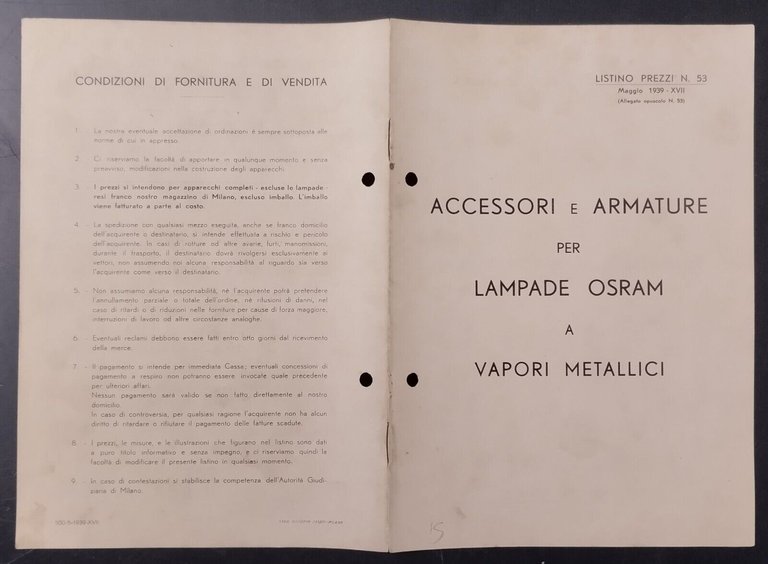 CONDIZIONI DI FORNITURA E DI VENDITA
1. - La nostra eventuale accettazione di ordinazioni è sempre sottoposta alle
norme di cui in appresso.
2. - Ci riserviamo la facoltà di apportare in qualunque momento e senza
preavviso, modificazioni nella costruzione degli apparecchi.
3. - I prezzi si intendono per apparecchi completi - escluse le lampade -
resi franco nostro magazzino di Milano, escluso imballo. L'imballo
viene fatturato a parte al costo.
4. - La spedizione con qualsiasi mezzo eseguita, anche se franco domicilio
dell'acquirente o destinatario, si intende effettuata a rischio e pericolo
dell'acquirente. In casi di rotture od altre avarie, furti, manomissioni,
durante il trasporto, il destinatario dovrà rivolgersi esclusivamente ai
vettori, non assumendo noi alcuna responsabilità al riguardo sia verso
l'acquirente come verso il destinatario.
5. - Non assumiamo alcuna responsabilità, nè l'acquirente potrà pretendere
l'annullamento parziale o totale dell'ordine, nè rifusioni di danni, nel
caso di ritardi o di riduzioni nelle forniture per cause di forza maggiore,
interruzioni di lavoro od altre circostanze analoghe.
6. - Eventuali reclami debbono essere fatti entro otto giorni dal ricevimento
della merce.
7. - Il pagamento si intende per immediata Cassa; eventuali concessioni di
pagamento a respiro non potranno essere invocate quale precedente
per ulteriori affari.
Nessun pagamento sarà valido se non fatto direttamente al nostro
domicilio.
In caso di controversia, per qualsiasi ragione l'acquirente non ha alcun
diritto di ritardare o rifiutare il pagamento delle fatture scadute.
8. - I prezzi, le misure, e le illustrazioni che figurano nel listino sono dati
a puro titolo informativo e senza impegno, e ci riserviamo quindi la
facoltà di modificare il presente listino in qualsiasi momento.
9. - In caso di contestazioni si stabilisce la competenza dell'Autorità Giudi-
ziaria di Milano.
500-5-1939-XVII
LISTINO PREZZI N. 53
Maggio 1939 - XVII
(Allegato opuscolo N. 53)
ACCESSORI E ARMATURE
PER
LAMPADE OSRAM
A
VAPORI METALLICI
15